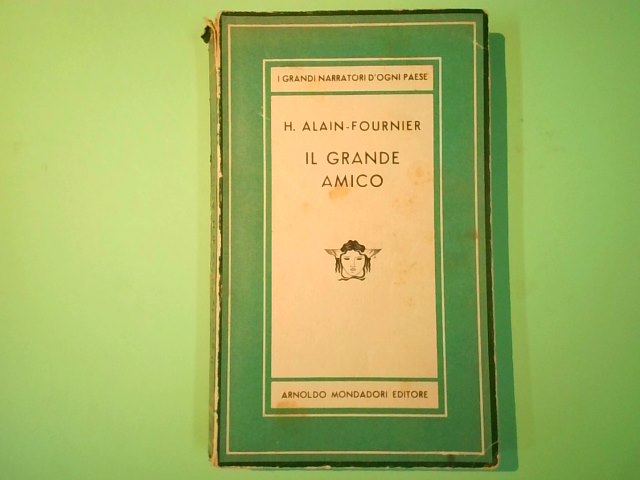 I GRANDI NARRATORI D'OGNI PAESE
H. ALAIN-FOURNIER
IL GRANDE
AMICO
ARNOLDO MONDADORI EDITORE